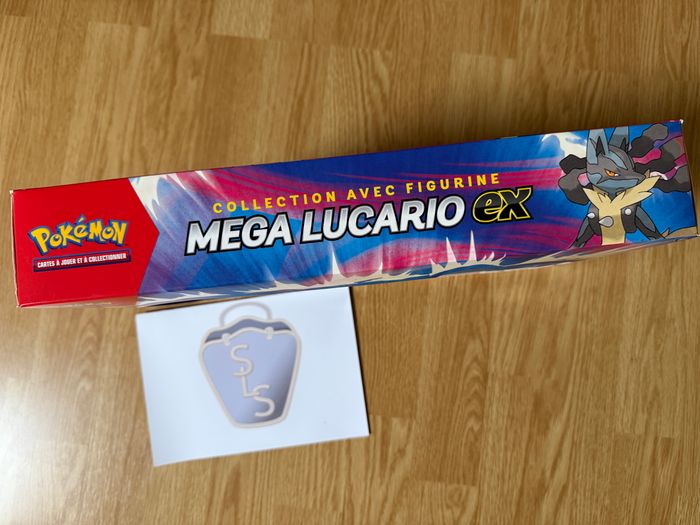 COLLECTION AVEC FIGURINE
MEGA LUCARIO ex
POKÉMON
CARTES À JOUER ET À COLLECTIONNER
SLS